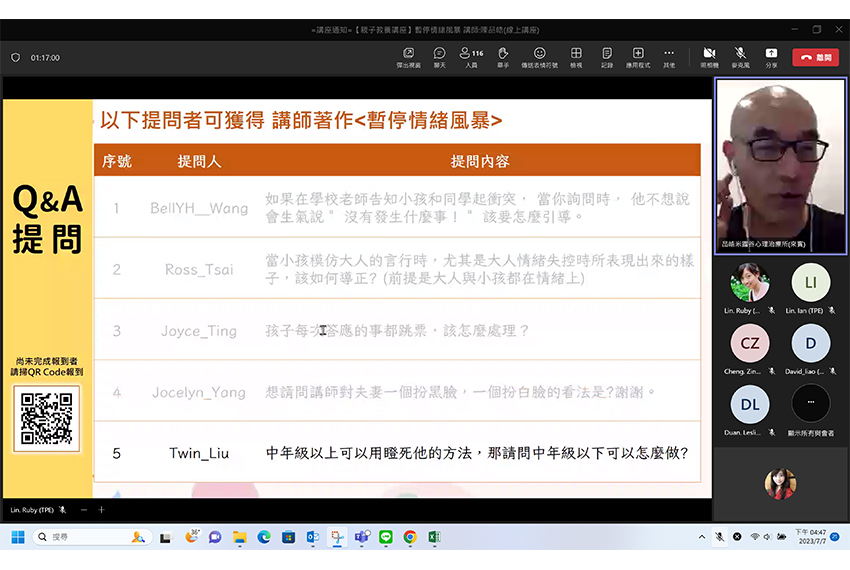 =講座通知=【親子教養講座】暫停情緒風暴 講師:陳品皓(線上講座)
01:17:00
彈出視窗
聊天
116
人員
舉手
傳送表情符號
檢視
記錄
應用程式
其他
照相機
麥克風
分享
離開
以下提問者可獲得 講師著作<暫停情緒風暴>
Q&A
提問
尚未完成報到者
請掃QR Code報到
序號 提問人 提問內容
1 BellYH__Wang 如果在學校老師告知小孩和同學起衝突， 當你詢問時， 他不想說
會生氣說＂ 沒有發生什麼事！＂ 該要怎麼引導。
2 Ross_Tsai 當小孩模仿大人的言行時，尤其是大人情緒失控時所表現出來的樣
子，該如何導正? (前提是大人與小孩都在情緒上)
3 Joyce_Ting 孩子每次答應的事都跳票，該怎麼處理？
4 Jocelyn_Yang 想請問講師對夫妻一個扮黑臉，一個扮白臉的看法是?謝謝。
5 Twin_Liu 中年級以上可以用瞪死他的方法，那請問中年級以下可以怎麼做?
品皓米露谷心理治療所(來賓)
Lin. Ruby (...
LI
Lin. Ian (TPE)
CZ
Cheng. Zin...
D
David_liao (...
DL
Duan. Lesli...
...
顯示所有與會者
Lin. Ruby (TPE)
搜尋
36°
下午 04:47
2023/7/7